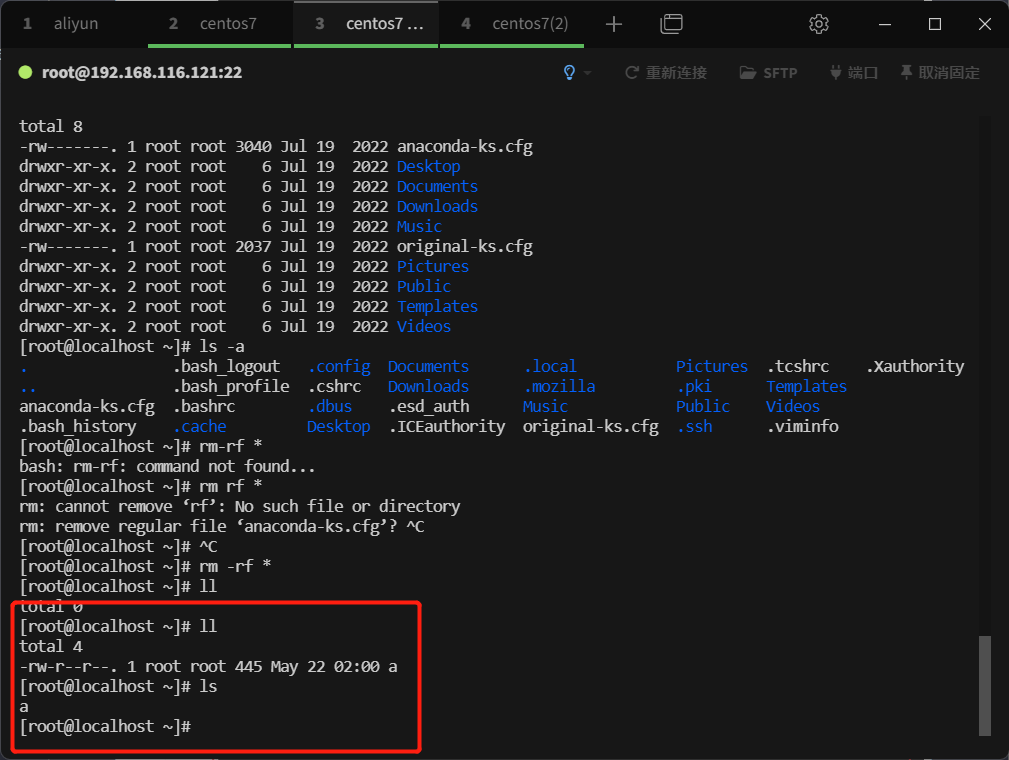 1 aliyun 2 centos7 3 centos7 ... 4 centos7(2)
root@192.168.116.121:22 重新连接 SFTP 端口 取消固定
total 8
-rw-------. 1 root root 3040 Jul 19  2022 anaconda-ks.cfg
drwxr-xr-x. 2 root root    6 Jul 19  2022 Desktop
drwxr-xr-x. 2 root root    6 Jul 19  2022 Documents
drwxr-xr-x. 2 root root    6 Jul 19  2022 Downloads
drwxr-xr-x. 2 root root    6 Jul 19  2022 Music
-rw-------. 1 root root 2037 Jul 19  2022 original-ks.cfg
drwxr-xr-x. 2 root root    6 Jul 19  2022 Pictures
drwxr-xr-x. 2 root root    6 Jul 19  2022 Public
drwxr-xr-x. 2 root root    6 Jul 19  2022 Templates
drwxr-xr-x. 2 root root    6 Jul 19  2022 Videos
[root@localhost ~]# ls -a
.                .bash_logout   .config  Documents     .local           Pictures  .tcshrc    .Xauthority
..               .bash_profile  .cshrc   Downloads     .mozilla         .pki      Templates
anaconda-ks.cfg  .bashrc        .dbus    .esd_auth     Music            Public    Videos
.bash_history    .cache         Desktop  .ICEauthority  original-ks.cfg  .ssh      .viminfo
[root@localhost ~]# rm-rf *
bash: rm-rf: command not found...
[root@localhost ~]# rm rf *
rm: cannot remove ‘rf’: No such file or directory
rm: remove regular file ‘anaconda-ks.cfg’? ^C
[root@localhost ~]# ^C
[root@localhost ~]# rm -rf *
[root@localhost ~]# ll
total 0
[root@localhost ~]# ll
total 4
-rw-r--r--. 1 root root 445 May 22 02:00 a
[root@localhost ~]# ls
a
[root@localhost ~]#